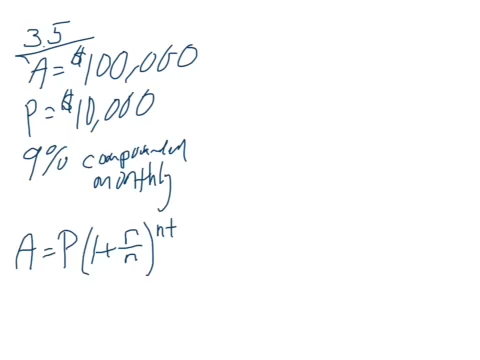 3.5
A = $100,000
P = $10,000
9% compounded
monthly
A = P(1 + r/n)^nt